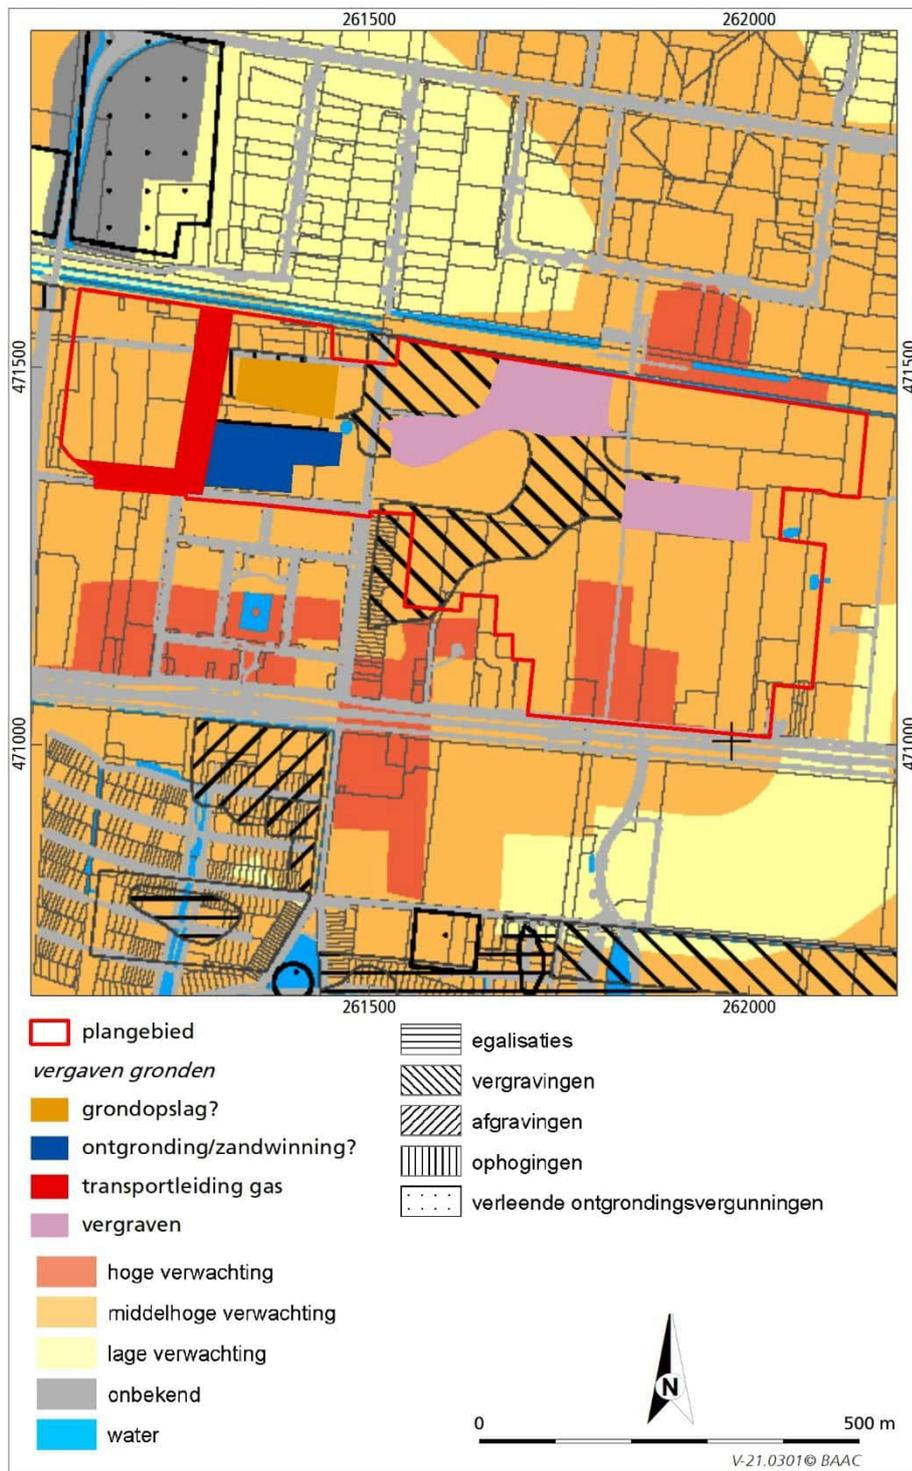 261500 262000
471500 471500
471000 471000
261500 262000
plangebied
vergaven gronden
grondopslag?
ontgronding/zandwinning?
transportleiding gas
vergraven
hoge verwachting
middelhoge verwachting
lage verwachting
onbekend
water
egalisaties
vergravingen
afgravingen
ophogingen
verleende ontgrondingsvergunningen
N
0 500 m
V-21.0301© BAAC